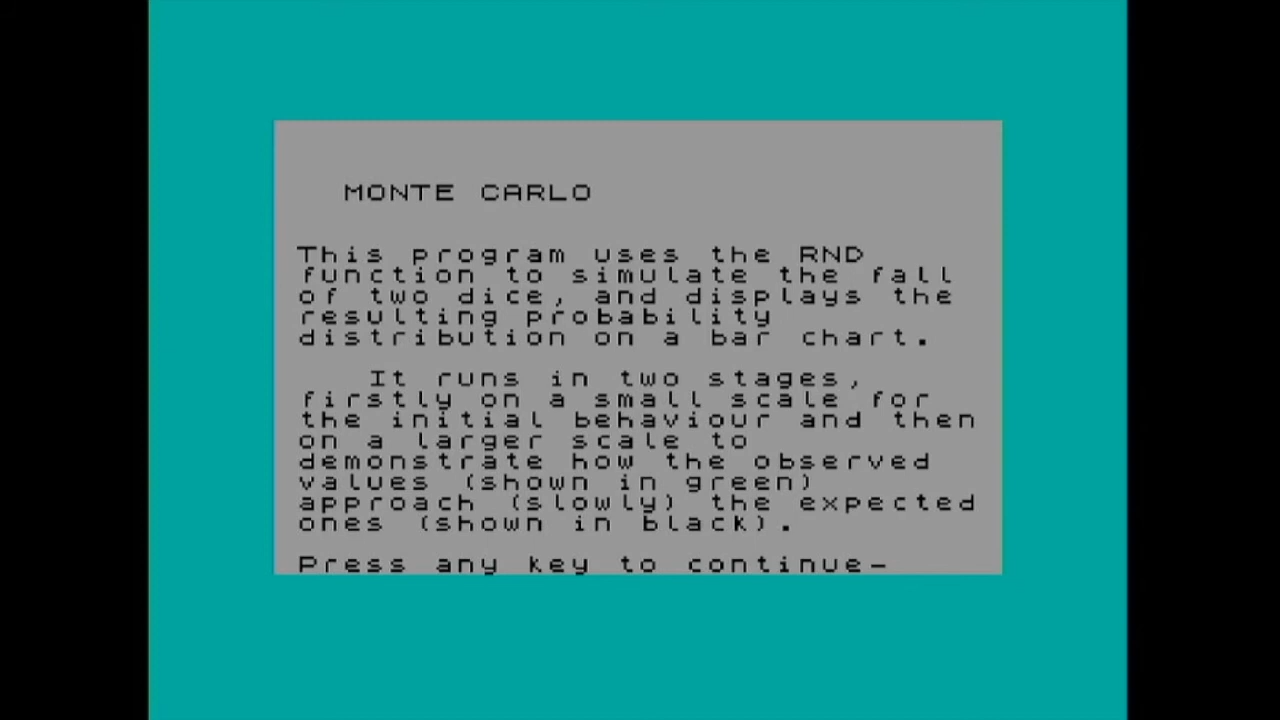 MONTE CARLO
This program uses the RND
function to simulate the fall
of two dice, and displays the
resulting probability
distribution on a bar chart.
It runs in two stages,
firstly on a small scale for
the initial behaviour and then
on a larger scale to
demonstrate how the observed
values (shown in green)
approach (slowly) the expected
ones (shown in black).
Press any key to continue-